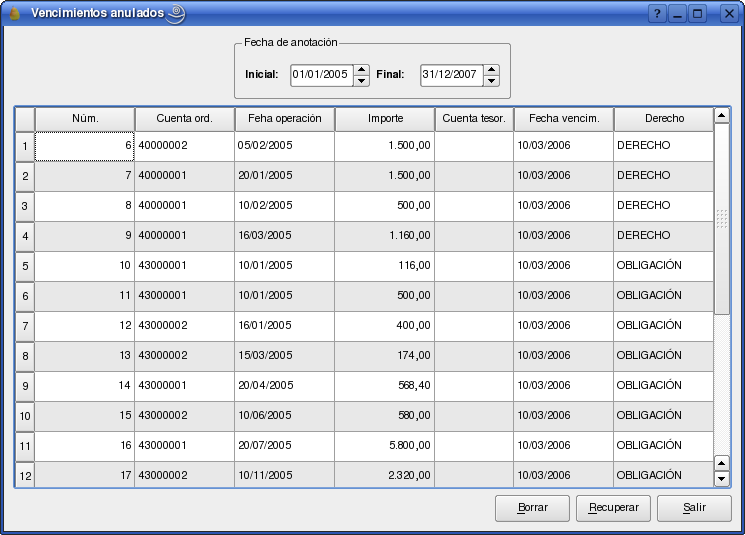 Vencimientos anulados
Fecha de anotación
Inicial: 01/01/2005 Final: 31/12/2007
Núm. Cuenta ord. Feha operación Importe Cuenta tesor. Fecha vencim. Derecho
1 6 40000002 05/02/2005 1.500,00 10/03/2006 DERECHO
2 7 40000001 20/01/2005 1.500,00 10/03/2006 DERECHO
3 8 40000001 10/02/2005 500,00 10/03/2006 DERECHO
4 9 40000001 16/03/2005 1.160,00 10/03/2006 DERECHO
5 10 43000001 10/01/2005 116,00 10/03/2006 OBLIGACIÓN
6 11 43000001 10/01/2005 500,00 10/03/2006 OBLIGACIÓN
7 12 43000002 16/01/2005 400,00 10/03/2006 OBLIGACIÓN
8 13 43000002 15/03/2005 174,00 10/03/2006 OBLIGACIÓN
9 14 43000001 20/04/2005 568,40 10/03/2006 OBLIGACIÓN
10 15 43000002 10/06/2005 580,00 10/03/2006 OBLIGACIÓN
11 16 43000001 20/07/2005 5.800,00 10/03/2006 OBLIGACIÓN
12 17 43000002 10/11/2005 2.320,00 10/03/2006 OBLIGACIÓN
Borrar Recuperar Salir